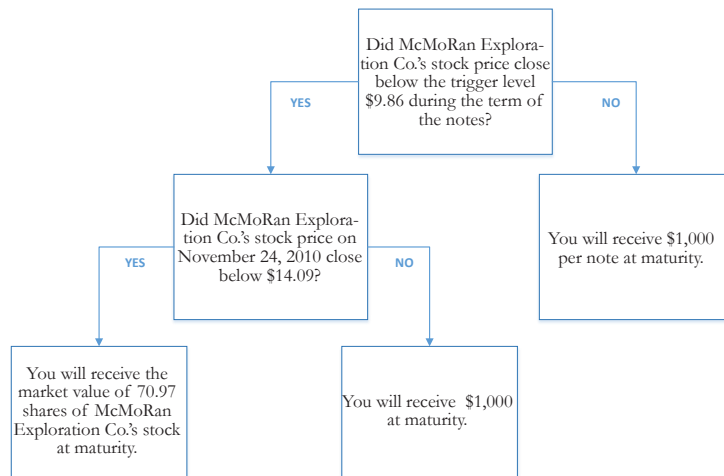 Did McMoRan Explora-
tion Co.'s stock price close
below the trigger level
$9.86 during the term of
the notes?
YES
NO
Did McMoRan Explora-
tion Co.'s stock price on
November 24, 2010 close
below $14.09?
You will receive $1,000
per note at maturity.
YES
NO
You will receive the
market value of 70.97
shares of McMoRan
Exploration Co.'s stock
at maturity.
You will receive $1,000
at maturity.